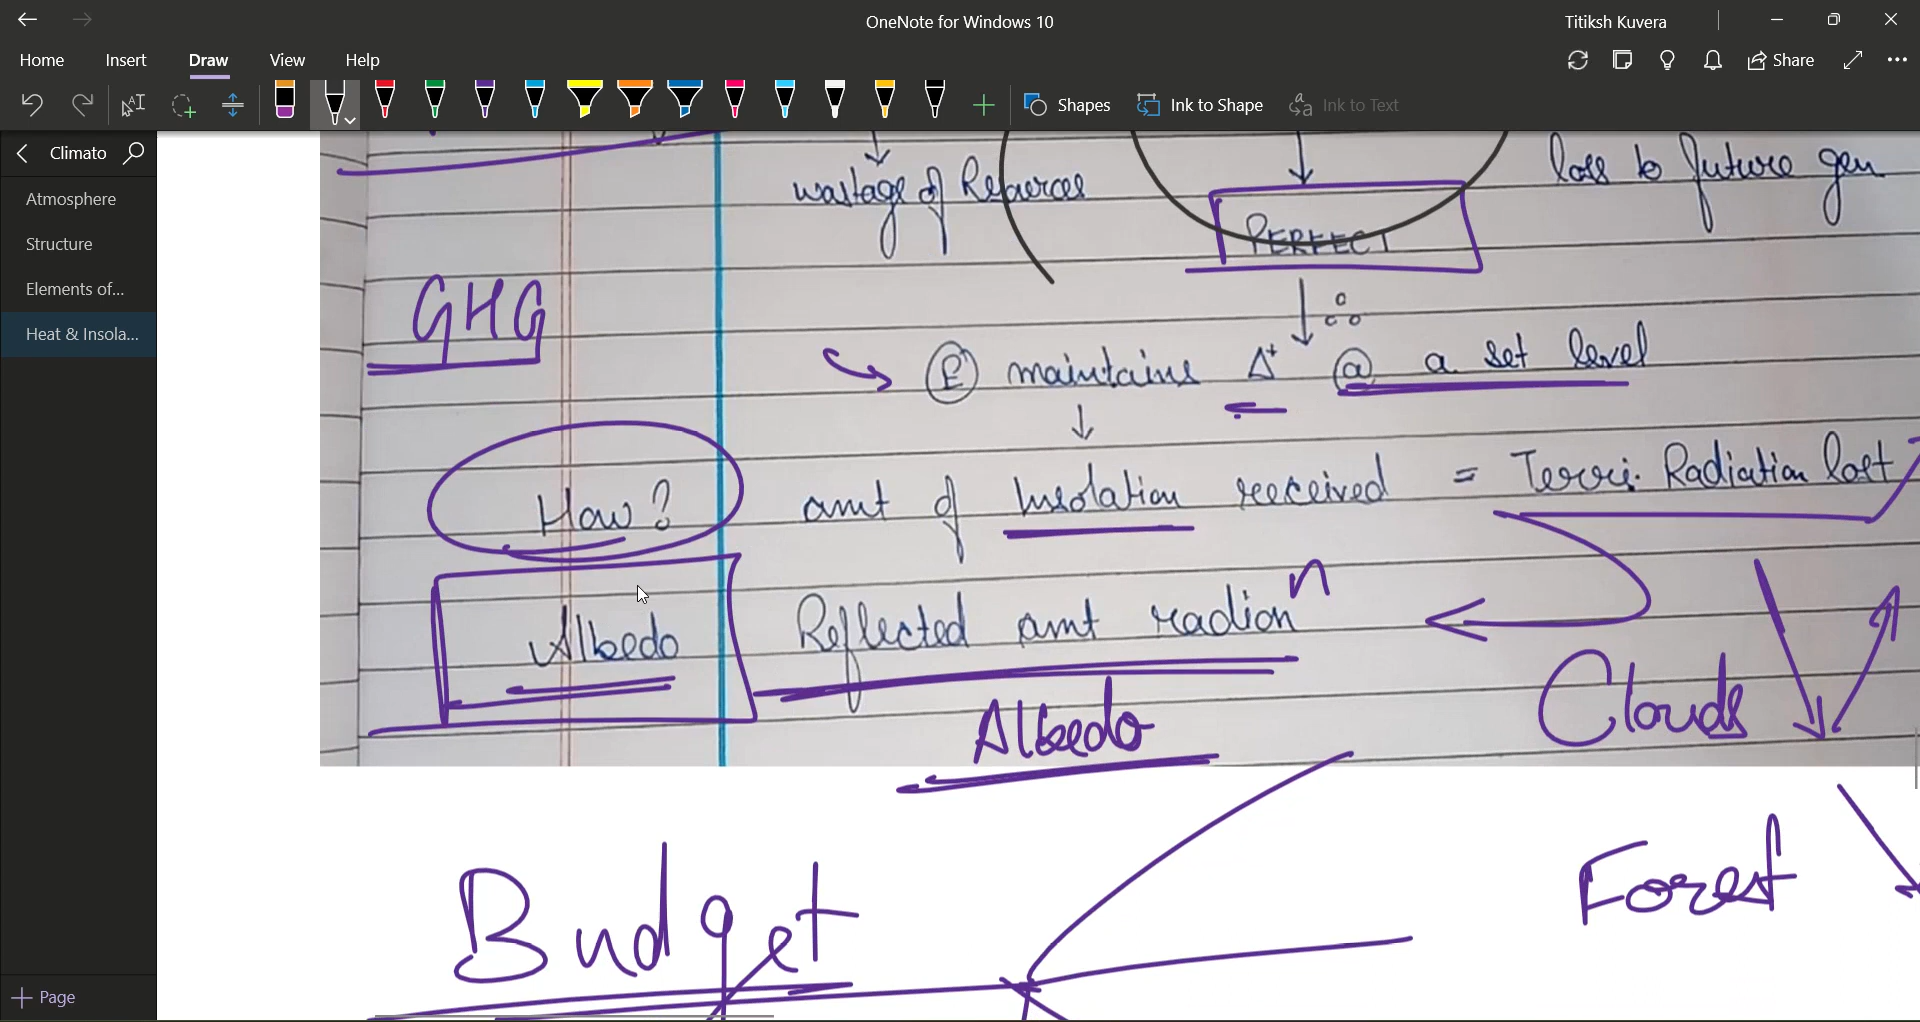 OneNote for Windows 10
Titiksh Kuvera
Home Insert Draw View Help
Share
Shapes Ink to Shape Ink to Text
Climato
Atmosphere
Structure
Elements of...
Heat & Insola...
Page
wastage of Resources
PERFECT
loss to future gen
GHG
Ⓔ maintains Δ @ a set level
How? amt of Insolation received = Terri. Radiation lost
Albedo Reflected amt radion n
Albedo
Clouds
Budget
Forest